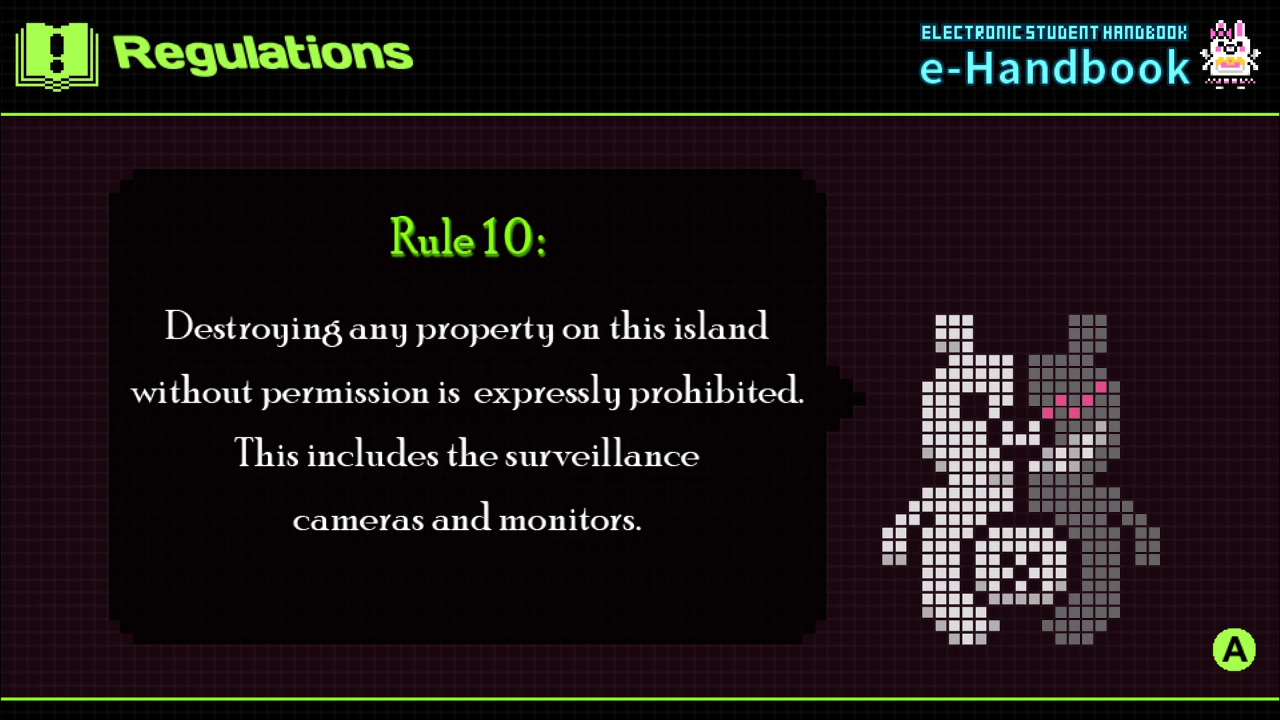 Regulations
ELECTRONIC STUDENT HANDBOOK
e-Handbook
Rule 10:
Destroying any property on this island
without permission is expressly prohibited.
This includes the surveillance
cameras and monitors.
A